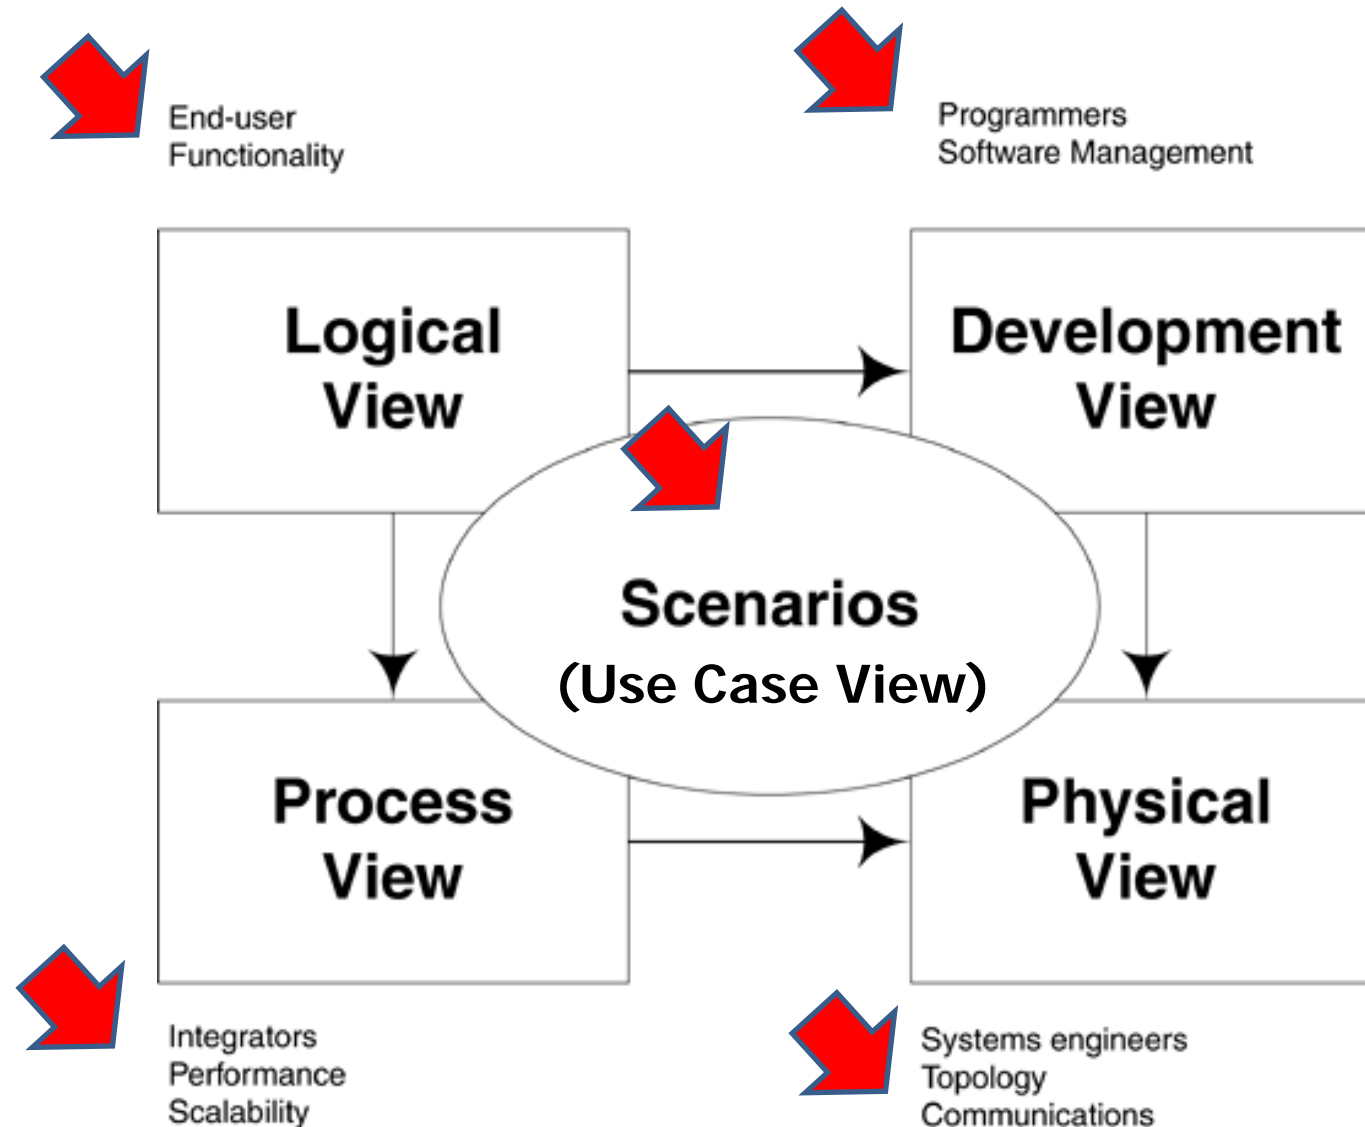 End-user
Functionality
Programmers
Software Management
Logical
View
Development
View
Scenarios
(Use Case View)
Process
View
Physical
View
Integrators
Performance
Scalability
Systems engineers
Topology
Communications